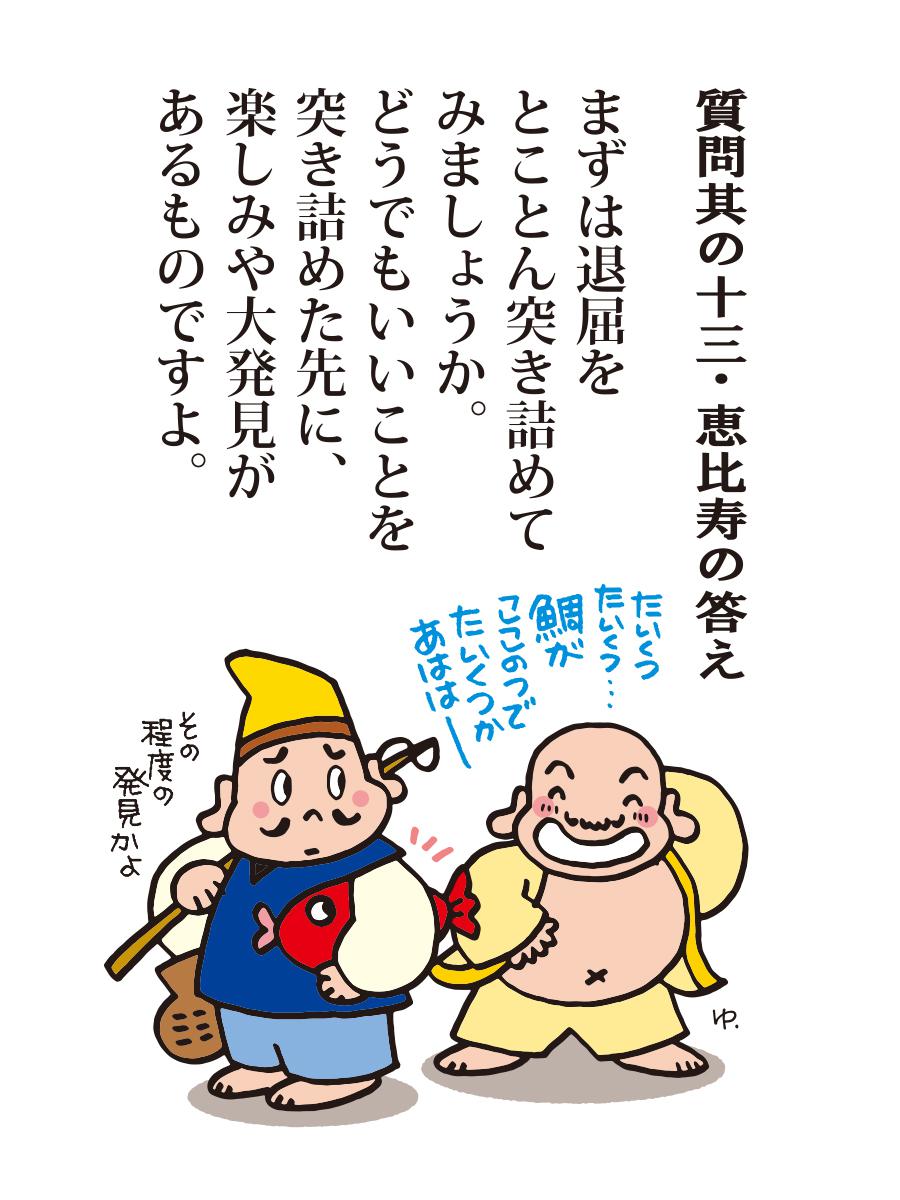 質問其の十三・恵比寿の答え
まずは退屈を
とことん突き詰めて
みましょうか。
どうでもいいことを
突き詰めた先に、
楽しみや大発見が
あるものですよ。
たいくつ
たいくつ…
鯛が
ここのつで
たいくつか
あははー
その
程度の
発見かよ
ゆ.